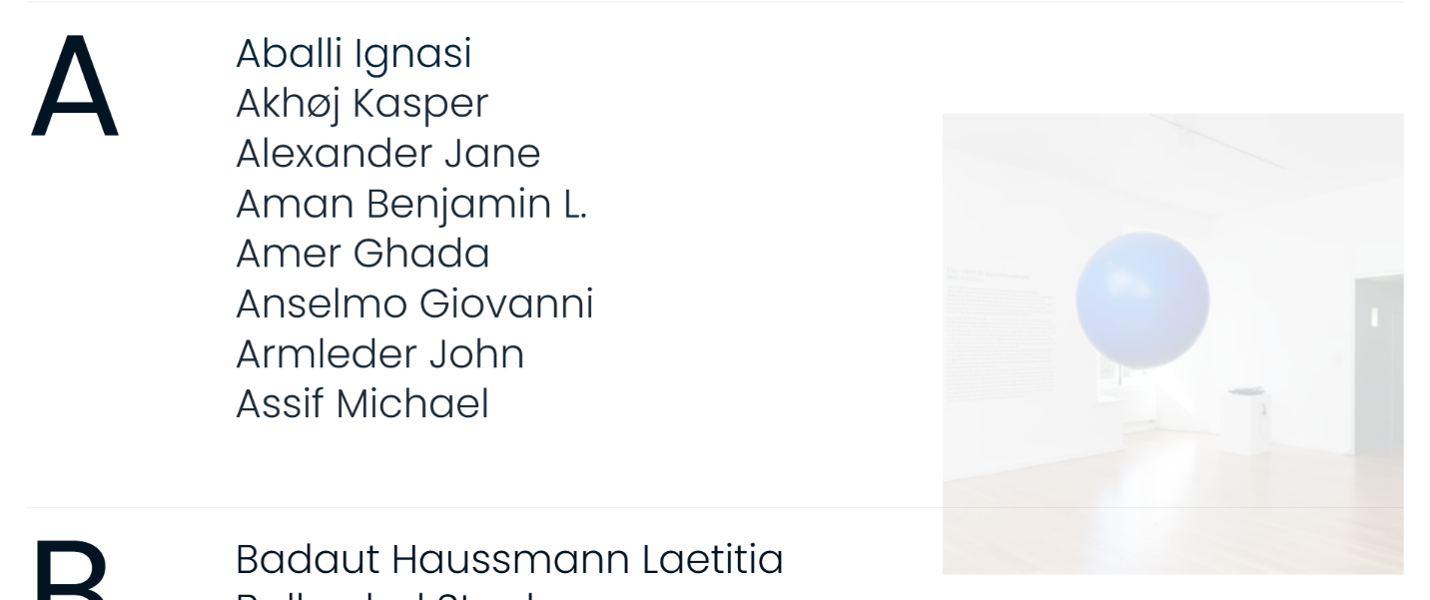 A
Aballi Ignasi
Akhøj Kasper
Alexander Jane
Aman Benjamin L.
Amer Ghada
Anselmo Giovanni
Armleder John
Assif Michael
B
Badaut Haussmann Laetitia